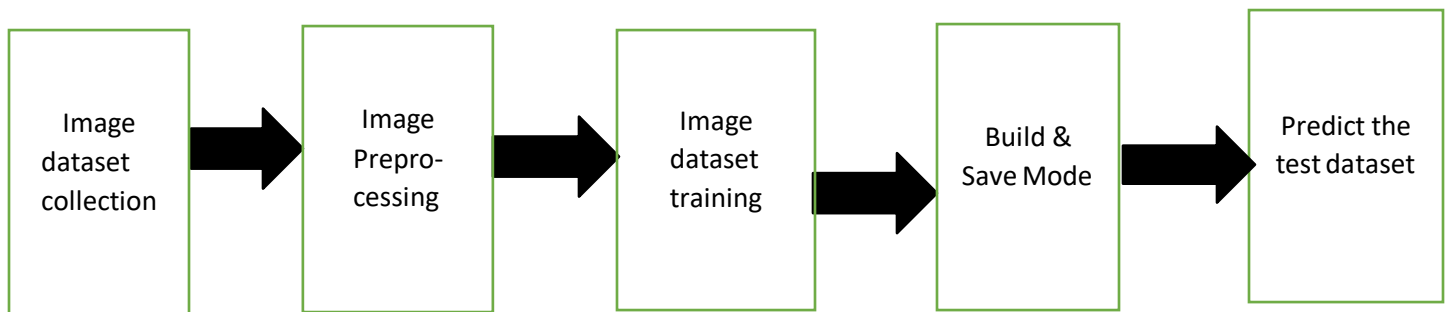 Image
dataset
collection
Image
Prepro-
cessing
Image
dataset
training
Build &
Save Mode
Predict the
test dataset